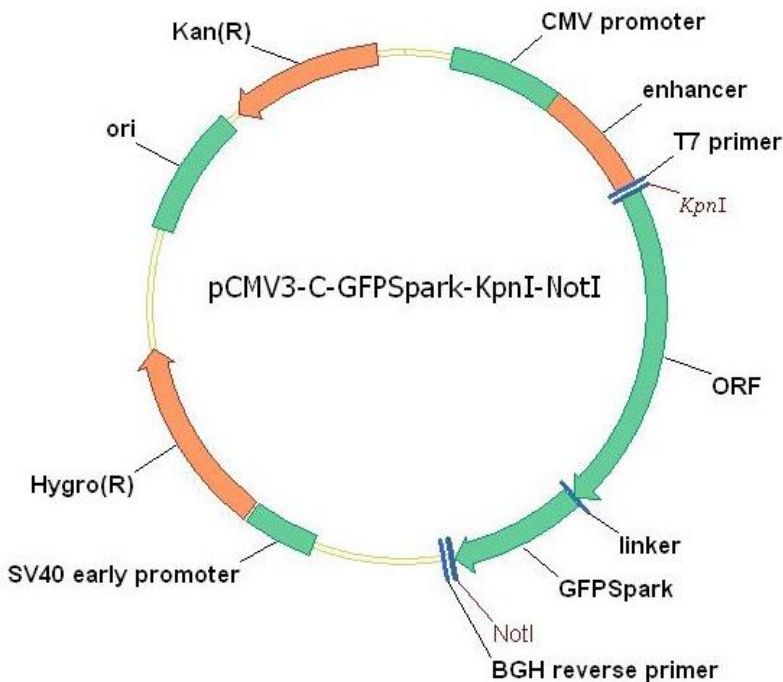 CMV promoter
Kan(R)
enhancer
ori
T7 primer
KpnI
pCMV3-C-GFPSpark-KpnI-NotI
ORF
Hygro(R)
linker
SV40 early promoter
GFPSpark
NotI
BGH reverse primer